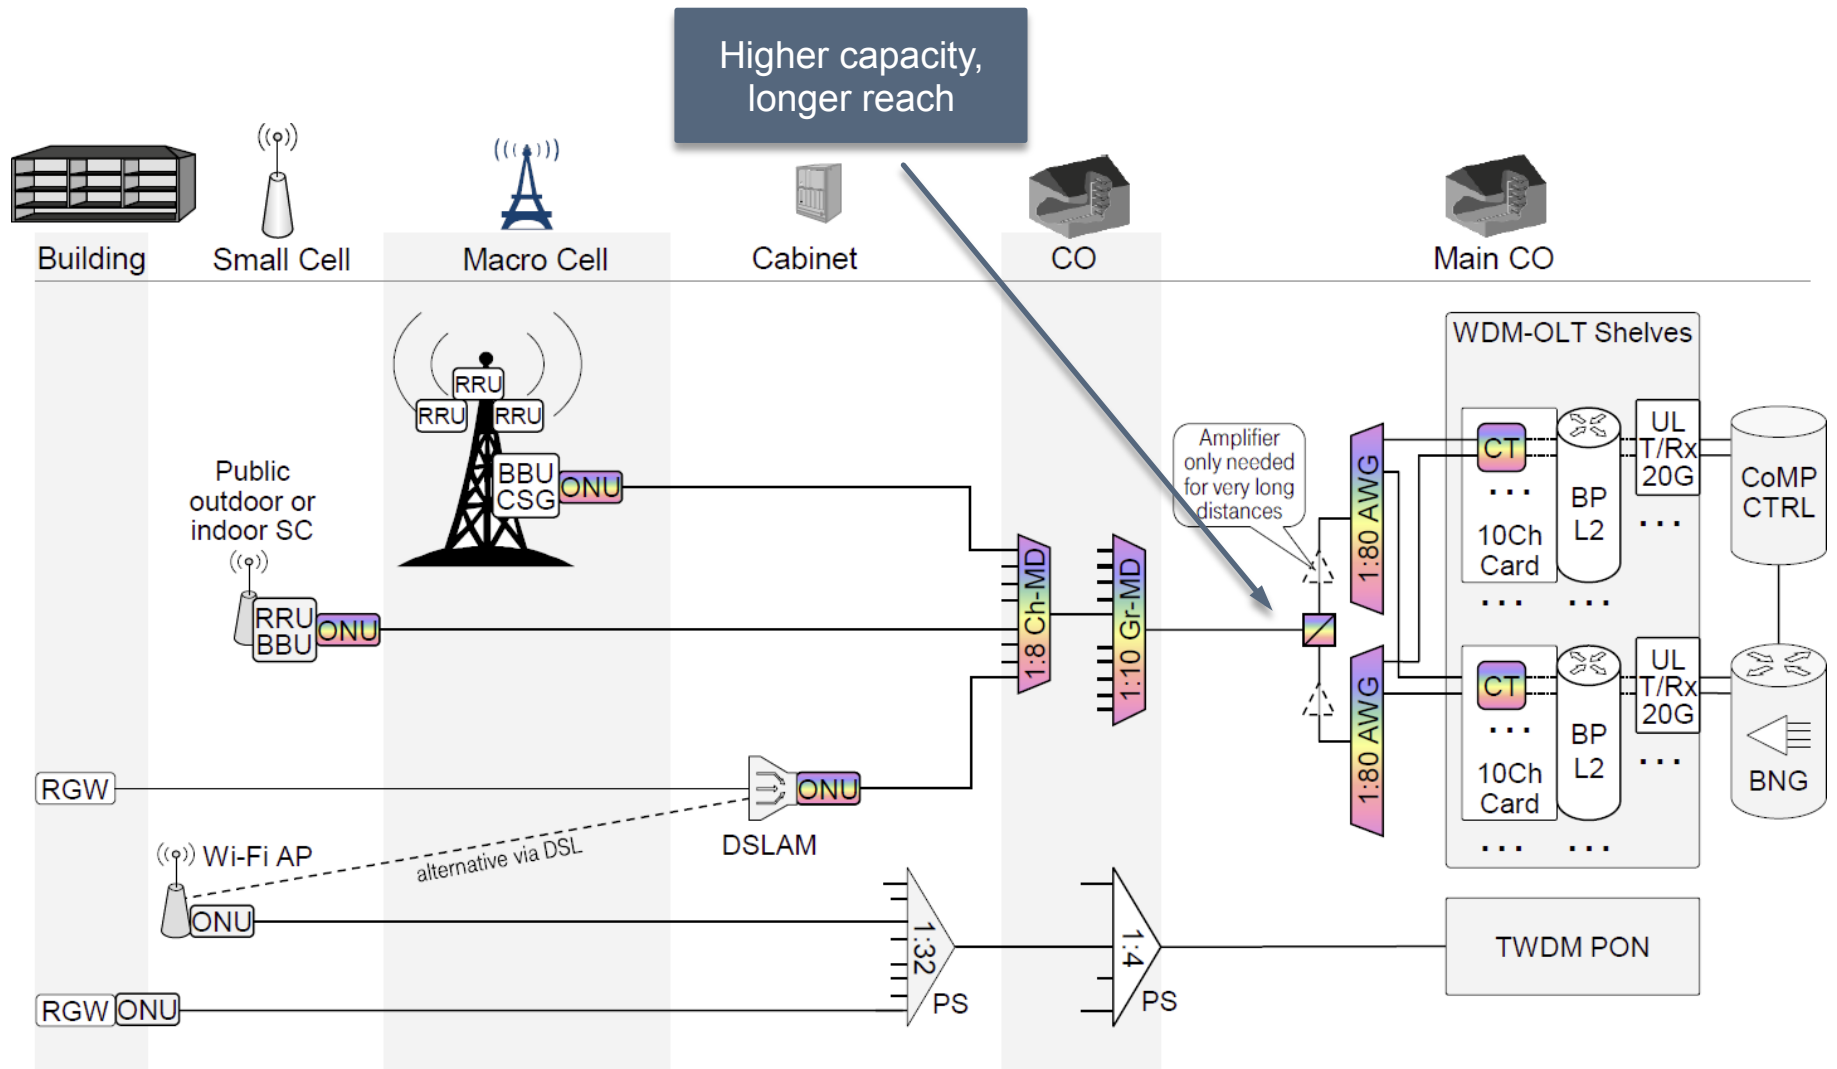 Higher capacity,
longer reach
Building
Small Cell
Macro Cell
Cabinet
CO
Main CO
WDM-OLT Shelves
RRU
RRU
RRU
BBU
CSG
ONU
Public
outdoor or
indoor SC
RRU
BBU
ONU
1:8 Ch-MD
1:10 Gr-MD
Amplifier
only needed
for very long
distances
1:80 AWG
1:80 AWG
CT
...
10Ch
Card
...
BP
L2
...
UL
T/Rx
20G
...
CoMP
CTRL
CT
...
10Ch
Card
...
BP
L2
...
UL
T/Rx
20G
...
BNG
RGW
ONU
DSLAM
alternative via DSL
Wi-Fi AP
ONU
1:32
PS
1:4
PS
TWDM PON
RGW
ONU